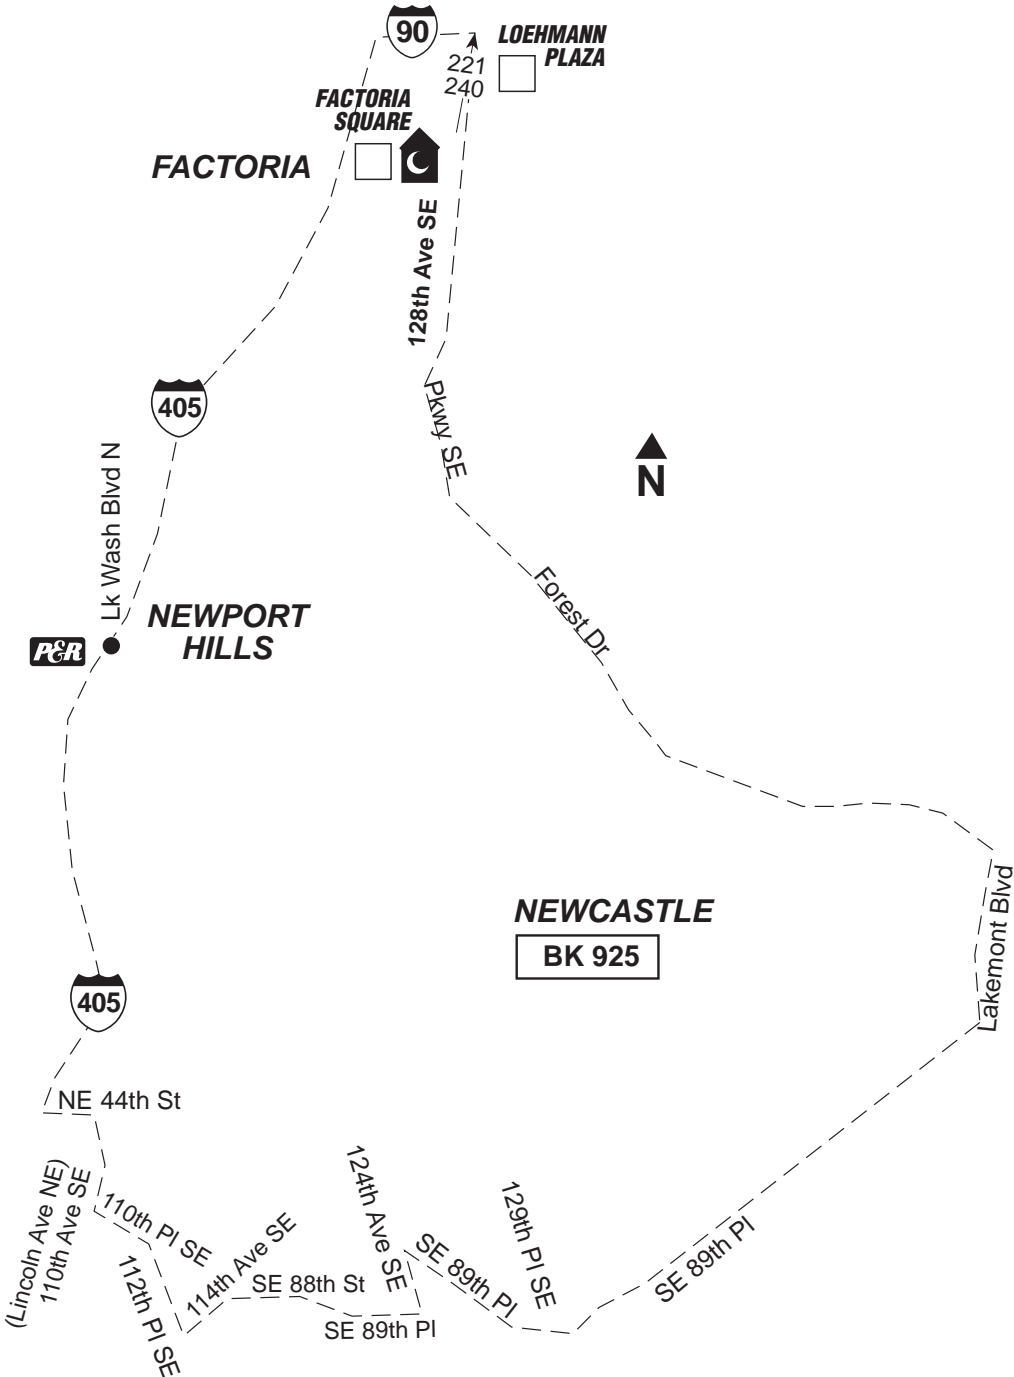 90
LOEHMANN
PLAZA
221
240
FACTORIA
SQUARE
FACTORIA
128th Ave SE
405
Pkwy SE
N
Lk Wash Blvd N
Forest Dr
NEWPORT
HILLS
P&R
Lakemont Blvd
NEWCASTLE
BK 925
405
NE 44th St
(Lincoln Ave NE)
110th Ave SE
110th Pl SE
112th Pl SE
114th Ave SE
SE 88th St
SE 89th Pl
124th Ave SE
SE 89th Pl
129th Pl SE
SE 89th Pl